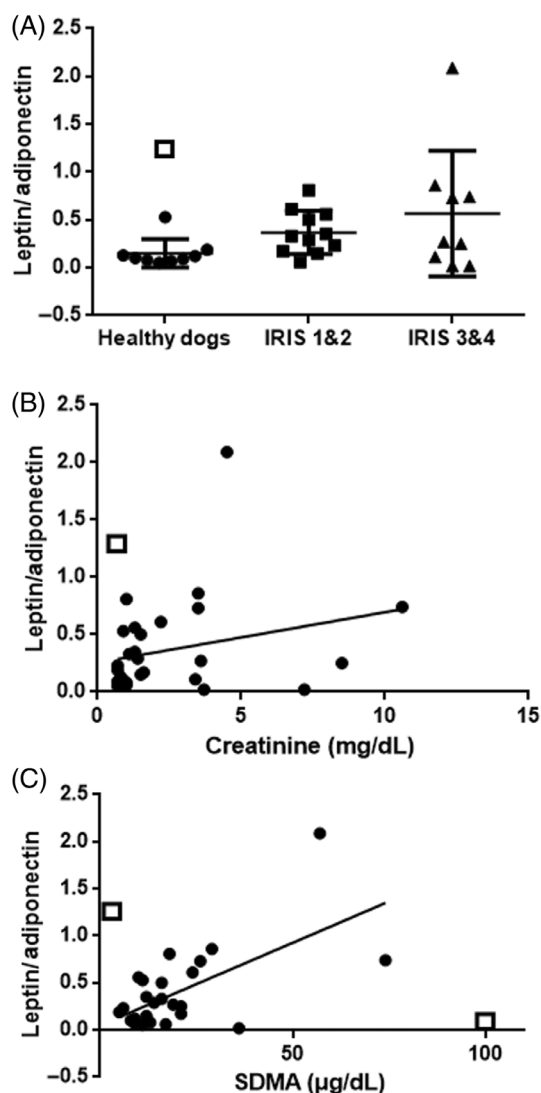 (A)
Leptin/adiponectin
2.5
2.0
1.5
1.0
0.5
0.0
–0.5
Healthy dogs IRIS 1&2 IRIS 3&4
(B)
Leptin/adiponectin
2.5
2.0
1.5
1.0
0.5
0.0
0 5 10 15
Creatinine (mg/dL)
(C)
Leptin/adiponectin
2.5
2.0
1.5
1.0
0.5
0.0
–0.5
50 100
SDMA (µg/dL)